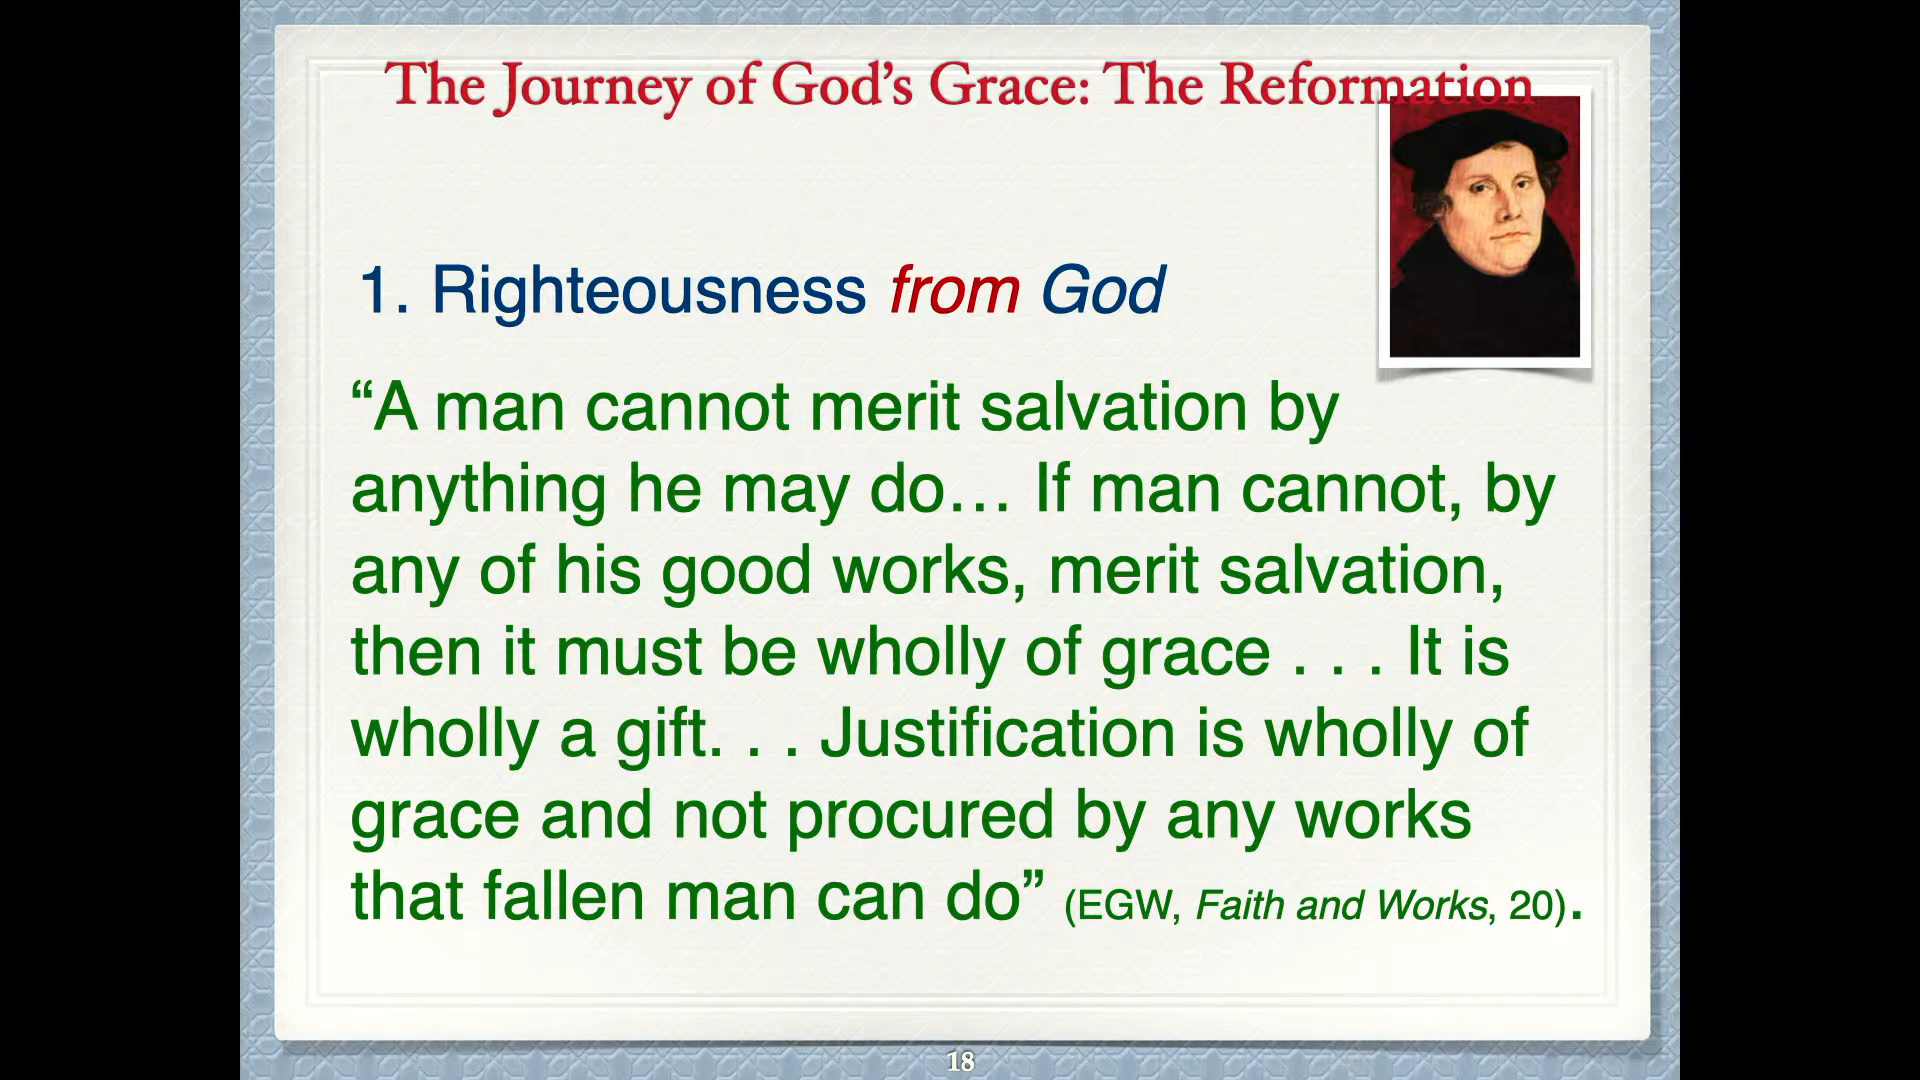 The Journey of God’s Grace: The Reformation
1. Righteousness from God
“A man cannot merit salvation by
anything he may do… If man cannot, by
any of his good works, merit salvation,
then it must be wholly of grace . . . It is
wholly a gift. . . Justification is wholly of
grace and not procured by any works
that fallen man can do” (EGW, Faith and Works, 20).
18